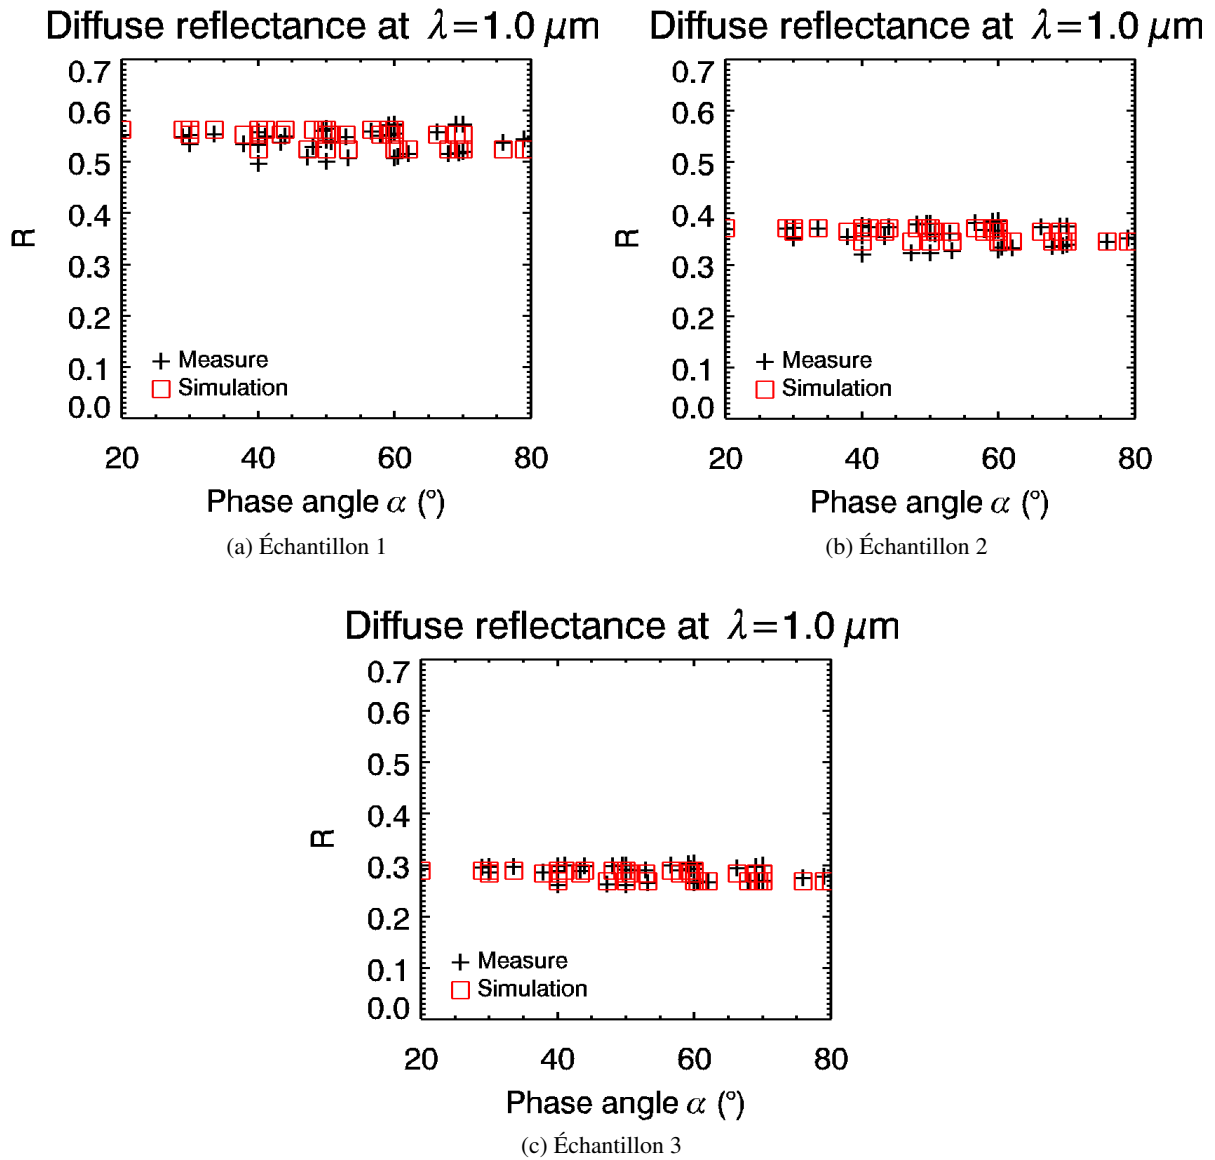 Diffuse reflectance at λ=1.0 μm
0.7
0.6
0.5
0.4
0.3
0.2
0.1
0.0
R
+ Measure
□ Simulation
20 40 60 80
Phase angle α (°)
(a) Échantillon 1
Diffuse reflectance at λ=1.0 μm
0.7
0.6
0.5
0.4
0.3
0.2
0.1
0.0
R
+ Measure
□ Simulation
20 40 60 80
Phase angle α (°)
(b) Échantillon 2
Diffuse reflectance at λ=1.0 μm
0.7
0.6
0.5
0.4
0.3
0.2
0.1
0.0
R
+ Measure
□ Simulation
20 40 60 80
Phase angle α (°)
(c) Échantillon 3